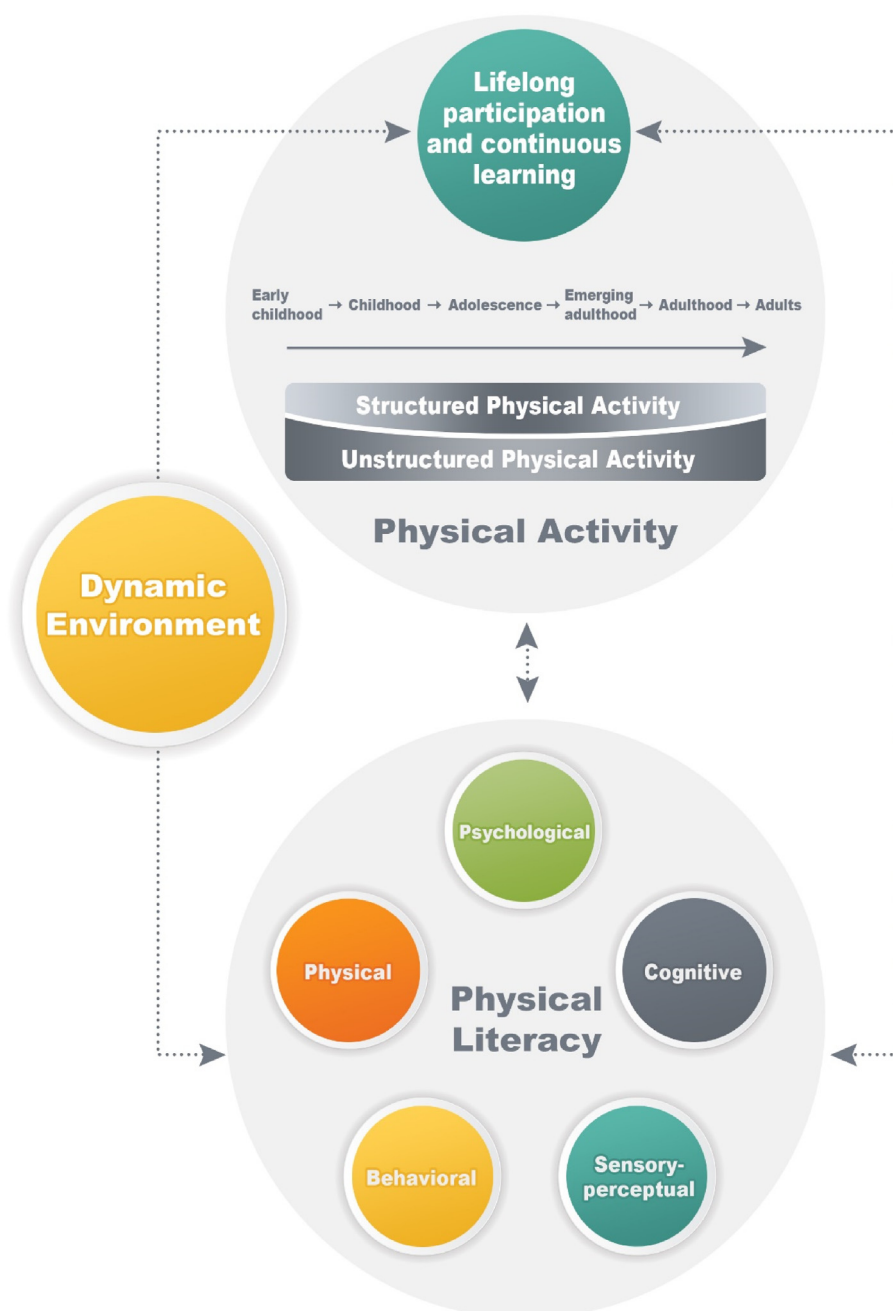 Lifelong
participation
and continuous
learning
Early
childhood → Childhood → Adolescence → Emerging
adulthood → Adulthood → Adults
Structured Physical Activity
Unstructured Physical Activity
Physical Activity
Dynamic
Environment
Psychological
Physical
Cognitive
Physical
Literacy
Behavioral
Sensory-
perceptual